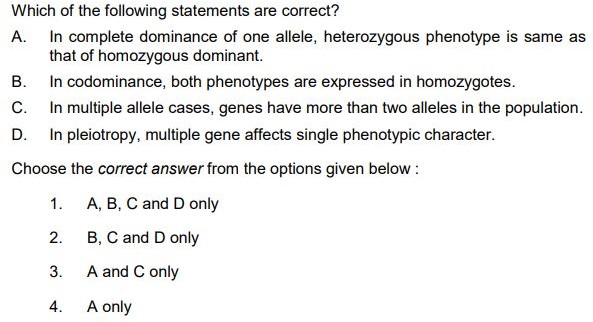 Which of the following statements are correct?
A. In complete dominance of one allele, heterozygous phenotype is same as
that of homozygous dominant.
B. In codominance, both phenotypes are expressed in homozygotes.
C. In multiple allele cases, genes have more than two alleles in the population.
D. In pleiotropy, multiple gene affects single phenotypic character.
Choose the correct answer from the options given below :
1. A, B, C and D only
2. B, C and D only
3. A and C only
4. A only